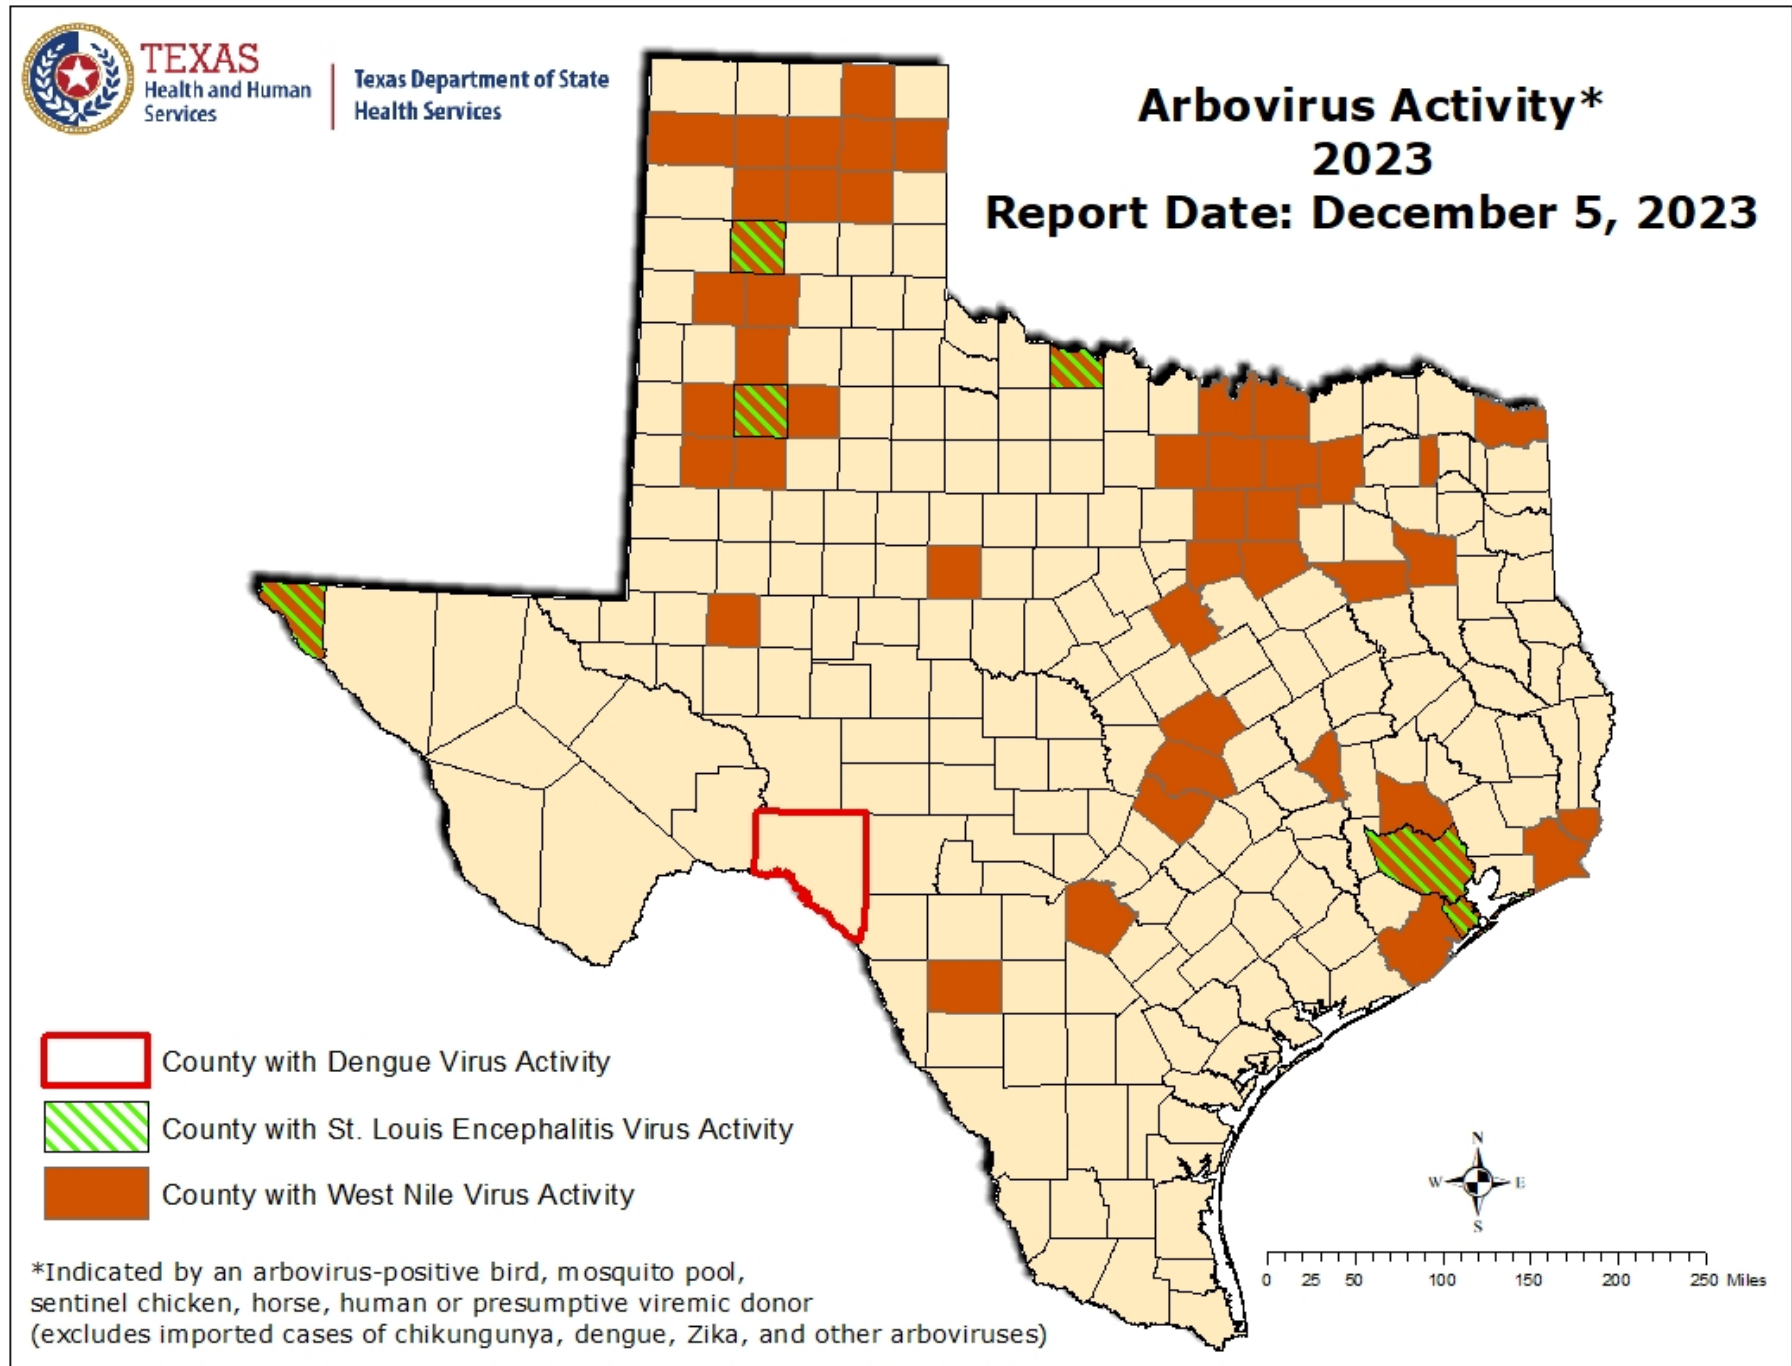 TEXAS
Health and Human
Services
Texas Department of State
Health Services
Arbovirus Activity*
2023
Report Date: December 5, 2023
County with Dengue Virus Activity
County with St. Louis Encephalitis Virus Activity
County with West Nile Virus Activity
*Indicated by an arbovirus-positive bird, mosquito pool,
sentinel chicken, horse, human or presumptive viremic donor
(excludes imported cases of chikungunya, dengue, Zika, and other arboviruses)
N
W E
S
0 25 50 100 150 200 250 Miles